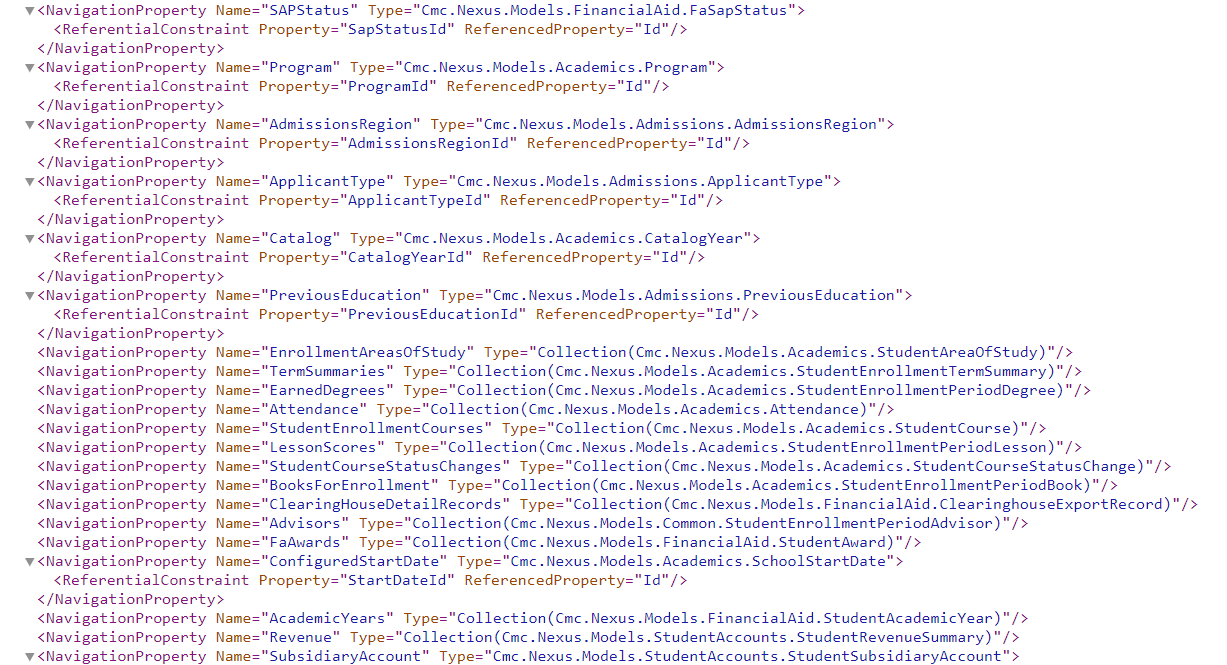 ▼<NavigationProperty Name="SAPStatus" Type="Cmc.Nexus.Models.FinancialAid.FaSapStatus">
<ReferentialConstraint Property="SapStatusId" ReferencedProperty="Id"/>
</NavigationProperty>
▼<NavigationProperty Name="Program" Type="Cmc.Nexus.Models.Academics.Program">
<ReferentialConstraint Property="ProgramId" ReferencedProperty="Id"/>
</NavigationProperty>
▼<NavigationProperty Name="AdmissionsRegion" Type="Cmc.Nexus.Models.Admissions.AdmissionsRegion">
<ReferentialConstraint Property="AdmissionsRegionId" ReferencedProperty="Id"/>
</NavigationProperty>
▼<NavigationProperty Name="ApplicantType" Type="Cmc.Nexus.Models.Admissions.ApplicantType">
<ReferentialConstraint Property="ApplicantTypeId" ReferencedProperty="Id"/>
</NavigationProperty>
▼<NavigationProperty Name="Catalog" Type="Cmc.Nexus.Models.Academics.CatalogYear">
<ReferentialConstraint Property="CatalogYearId" ReferencedProperty="Id"/>
</NavigationProperty>
▼<NavigationProperty Name="PreviousEducation" Type="Cmc.Nexus.Models.Admissions.PreviousEducation">
<ReferentialConstraint Property="PreviousEducationId" ReferencedProperty="Id"/>
</NavigationProperty>
<NavigationProperty Name="EnrollmentAreasOfStudy" Type="Collection(Cmc.Nexus.Models.Academics.StudentAreaOfStudy)"/>
<NavigationProperty Name="TermSummaries" Type="Collection(Cmc.Nexus.Models.Academics.StudentEnrollmentTermSummary)"/>
<NavigationProperty Name="EarnedDegrees" Type="Collection(Cmc.Nexus.Models.Academics.StudentEnrollmentPeriodDegree)"/>
<NavigationProperty Name="Attendance" Type="Collection(Cmc.Nexus.Models.Academics.Attendance)"/>
<NavigationProperty Name="StudentEnrollmentCourses" Type="Collection(Cmc.Nexus.Models.Academics.StudentCourse)"/>
<NavigationProperty Name="LessonScores" Type="Collection(Cmc.Nexus.Models.Academics.StudentEnrollmentPeriodLesson)"/>
<NavigationProperty Name="StudentCourseStatusChanges" Type="Collection(Cmc.Nexus.Models.Academics.StudentCourseStatusChange)"/>
<NavigationProperty Name="BooksForEnrollment" Type="Collection(Cmc.Nexus.Models.Academics.StudentEnrollmentPeriodBook)"/>
<NavigationProperty Name="ClearingHouseDetailRecords" Type="Collection(Cmc.Nexus.Models.FinancialAid.ClearinghouseExportRecord)"/>
<NavigationProperty Name="Advisors" Type="Collection(Cmc.Nexus.Models.Common.StudentEnrollmentPeriodAdvisor)"/>
<NavigationProperty Name="FaAwards" Type="Collection(Cmc.Nexus.Models.FinancialAid.StudentAward)"/>
▼<NavigationProperty Name="ConfiguredStartDate" Type="Cmc.Nexus.Models.Academics.SchoolStartDate">
<ReferentialConstraint Property="StartDateId" ReferencedProperty="Id"/>
</NavigationProperty>
<NavigationProperty Name="AcademicYears" Type="Collection(Cmc.Nexus.Models.FinancialAid.StudentAcademicYear)"/>
<NavigationProperty Name="Revenue" Type="Collection(Cmc.Nexus.Models.StudentAccounts.StudentRevenueSummary)"/>
▼<NavigationProperty Name="SubsidiaryAccount" Type="Cmc.Nexus.Models.StudentAccounts.StudentSubsidiaryAccount">